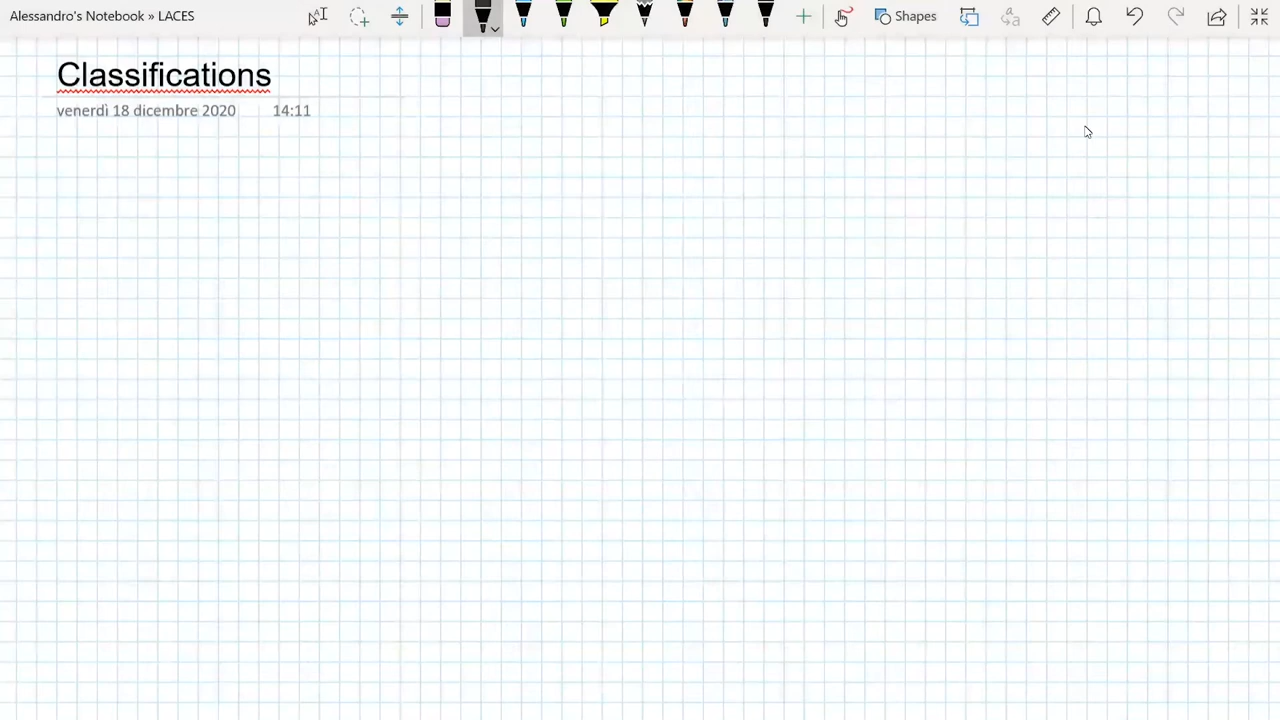 Alessandro's Notebook » LACES
Shapes
Classifications
venerdì 18 dicembre 2020 14:11